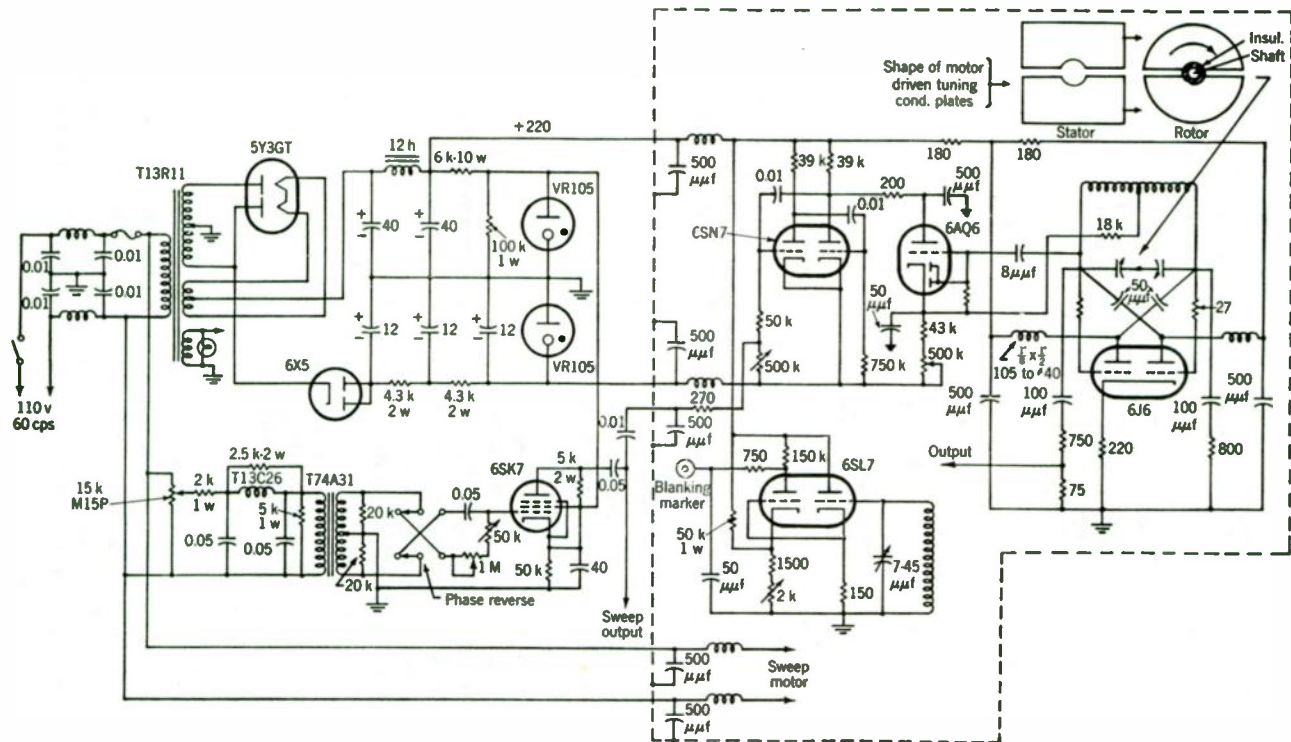 Shape of motor
driven tuning
cond. plates
Insul.
Shaft
Stator
Rotor
+220
180
180
T13R11
5Y3GT
12 h
6 k-10 w
VR105
500
μμf
39 k
39 k
0.01
200
500
μμf
0.01
CSN7
6AQ6
18 k
8μμf
0.01
0.01
0.01
0.01
40
40
100 k
1 w
50
μμf
27
12
12
12
VR105
50
μμf
50 k
43 k
500
μμf
500 k
750 k
500 k
105 to #40
6J6
110 v
60 cps
6X5
4.3 k
2 w
4.3 k
2 w
0.01
270
500
μμf
500
μμf
100
μμf
100
μμf
500
μμf
2.5 k-2 w
15 k
M15P
2 k
1 w
T13C26
T74A31
5 k
1 w
0.05
0.05
20 k
20 k
Phase reverse
0.05
50 k
1 M
6SK7
5 k
2 w
0.05
50 k
40
Sweep
output
Blanking
marker
750
150 k
6SL7
50 k
1 w
50
μμf
1500
2 k
150
7-45
μμf
Output
750
75
220
800
500
μμf
Sweep
motor
500
μμf